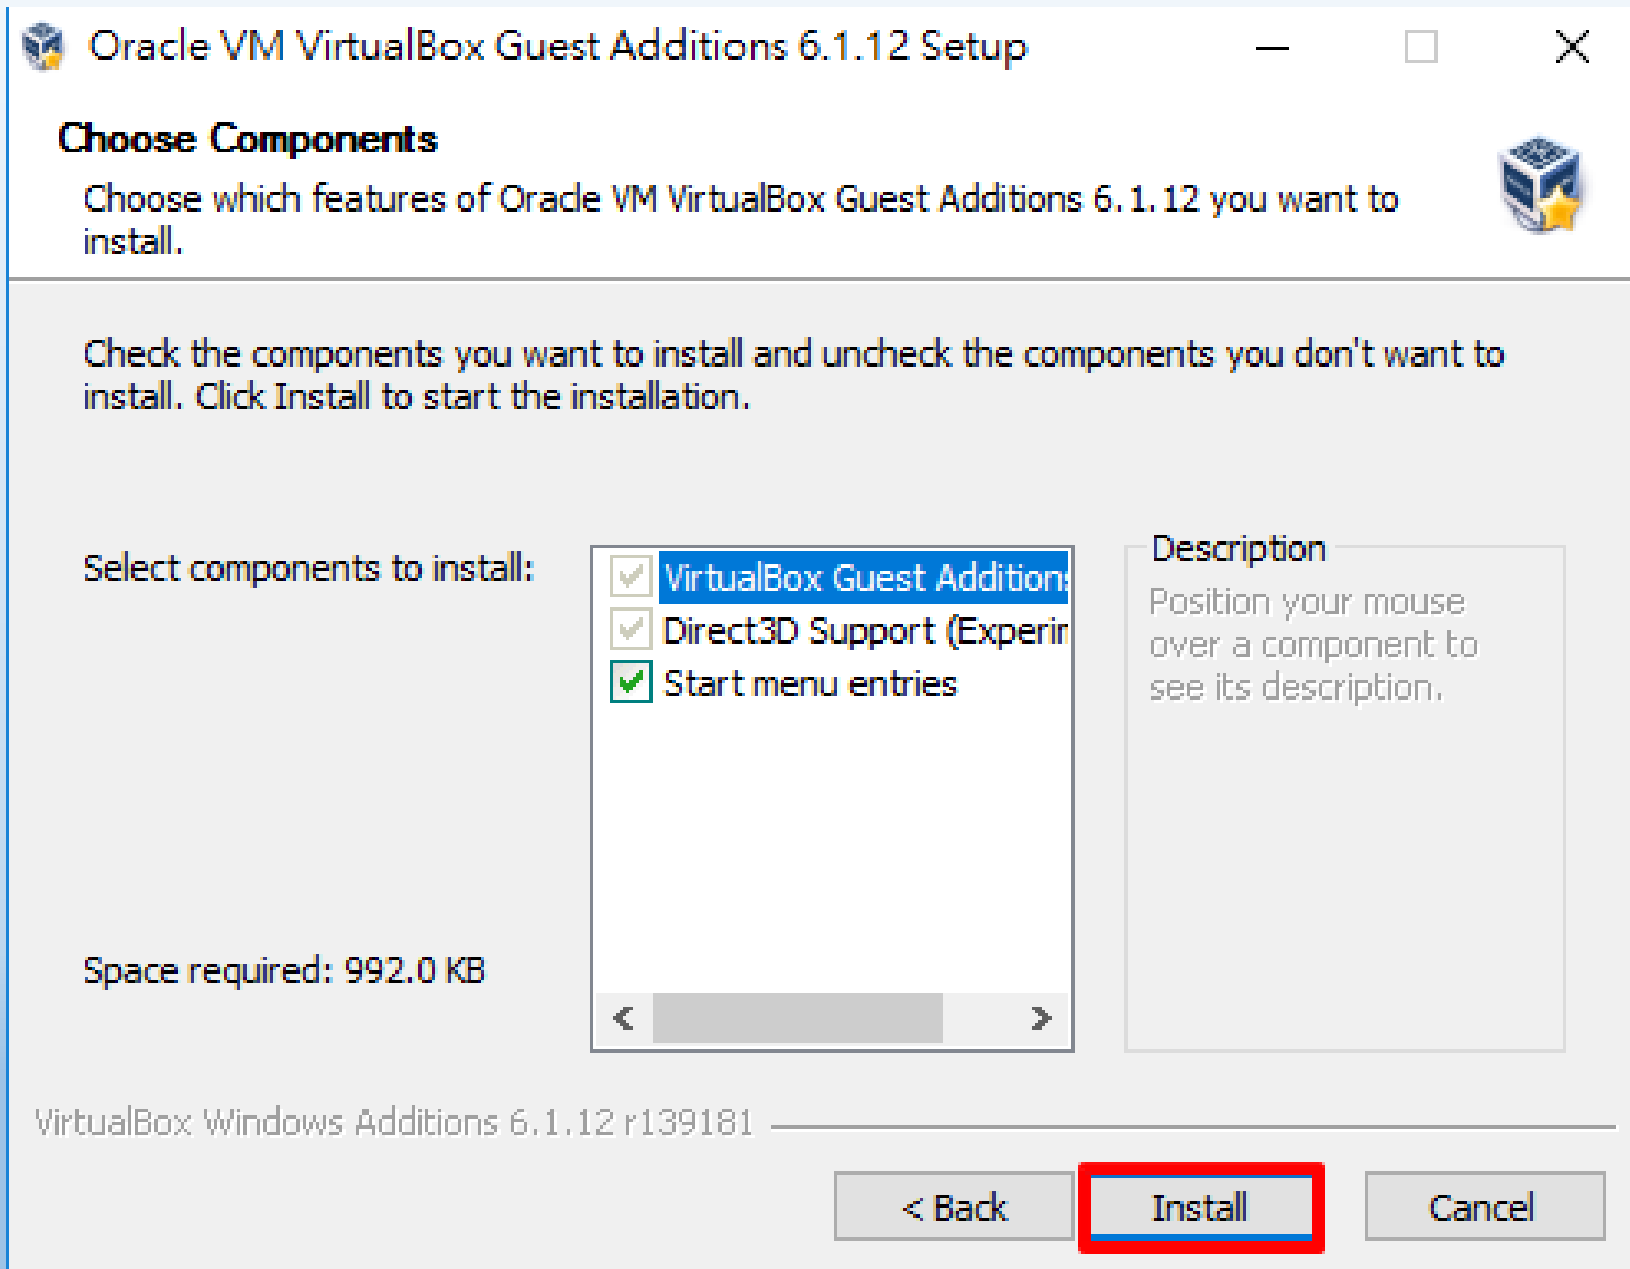 Oracle VM VirtualBox Guest Additions 6.1.12 Setup
Choose Components
Choose which features of Oracle VM VirtualBox Guest Additions 6.1.12 you want to
install.
Check the components you want to install and uncheck the components you don't want to
install. Click Install to start the installation.
Select components to install:
VirtualBox Guest Additions
Direct3D Support (Experim
Start menu entries
Description
Position your mouse
over a component to
see its description.
Space required: 992.0 KB
VirtualBox Windows Additions 6.1.12 r139181
< Back
Install
Cancel